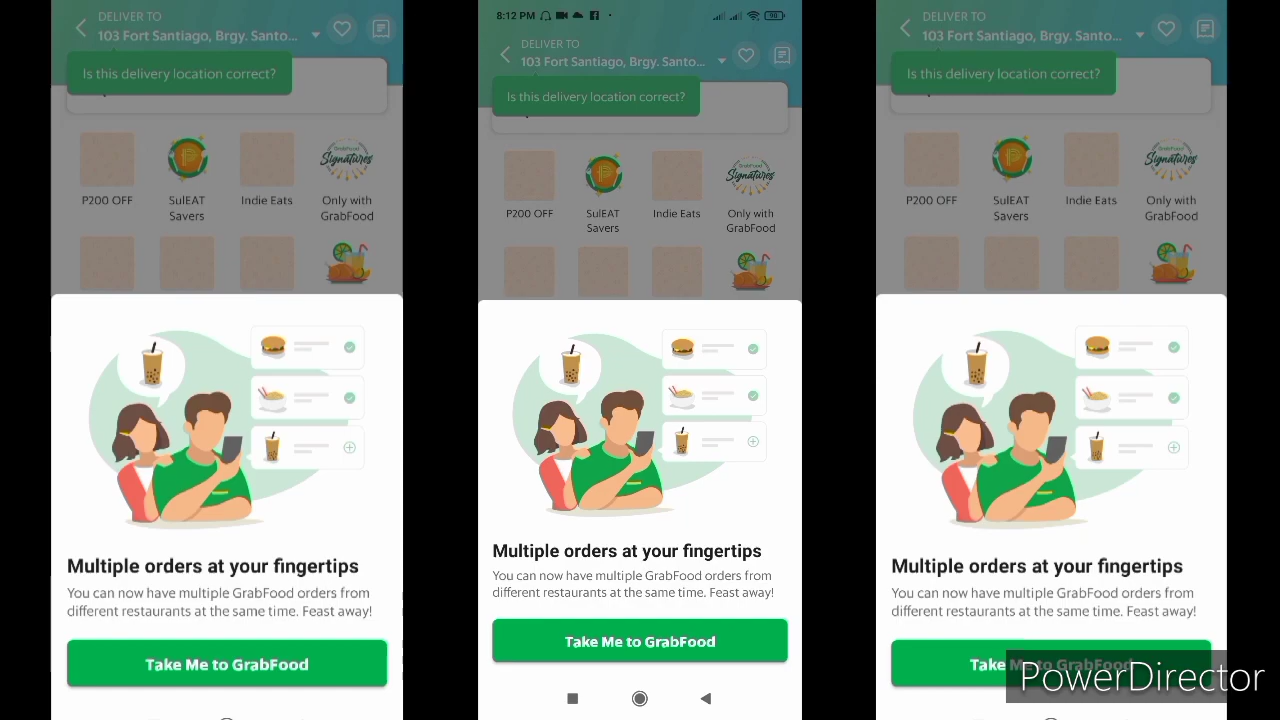 DELIVER TO
103 Fort Santiago, Brgy. Santo...
Is this delivery location correct?
P200 OFF
SulEAT Savers
Indie Eats
GrabFood
Signatures
Only with GrabFood
Multiple orders at your fingertips
You can now have multiple GrabFood orders from
different restaurants at the same time. Feast away!
Take Me to GrabFood
8:12 PM
90
DELIVER TO
103 Fort Santiago, Brgy. Santo...
Is this delivery location correct?
P200 OFF
SulEAT Savers
Indie Eats
GrabFood
Signatures
Only with GrabFood
Multiple orders at your fingertips
You can now have multiple GrabFood orders from
different restaurants at the same time. Feast away!
Take Me to GrabFood
DELIVER TO
103 Fort Santiago, Brgy. Santo...
Is this delivery location correct?
P200 OFF
SulEAT Savers
Indie Eats
GrabFood
Signatures
Only with GrabFood
Multiple orders at your fingertips
You can now have multiple GrabFood orders from
different restaurants at the same time. Feast away!
Take Me to GrabFood
PowerDirector